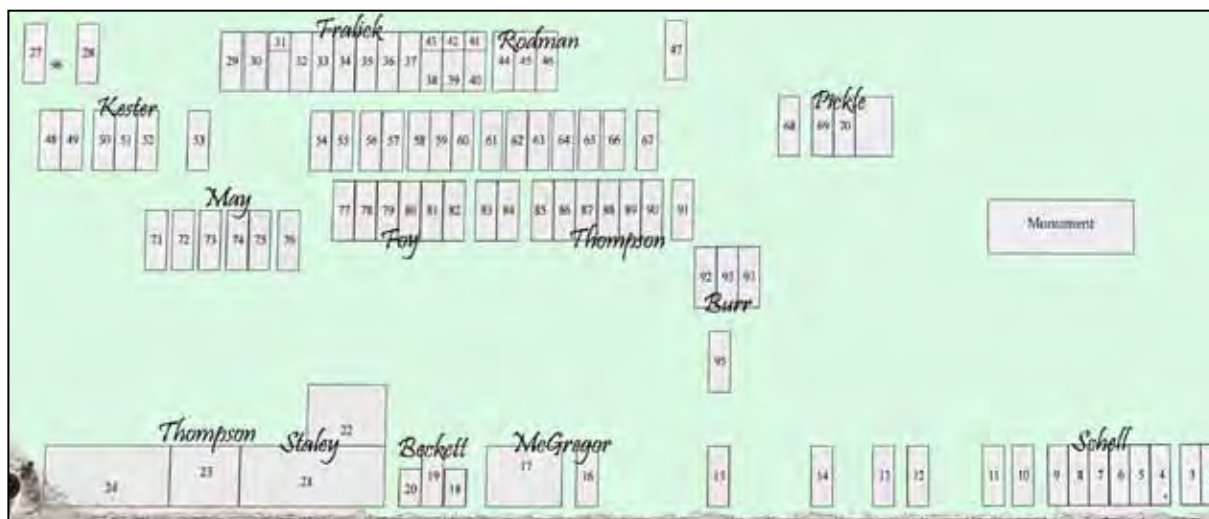 Fralick Rodman
27 28 29 30 31 32 33 34 35 36 37 43 42 41 38 39 40 44 45 46 47
Kester Pickle
48 49 50 51 52 53 54 55 56 57 58 59 60 61 62 63 64 65 66 67 68 69 70
May
77 78 79 80 81 82 83 84 85 86 87 88 89 90 91
71 72 73 74 75 76 Foy Thompson Monument
92 93
Burr
95
22
Thompson Staley Beckett McGregor Schell
24 23 21 20 19 18 17 16 15 14 13 12 11 10 9 8 7 6 5 4 3